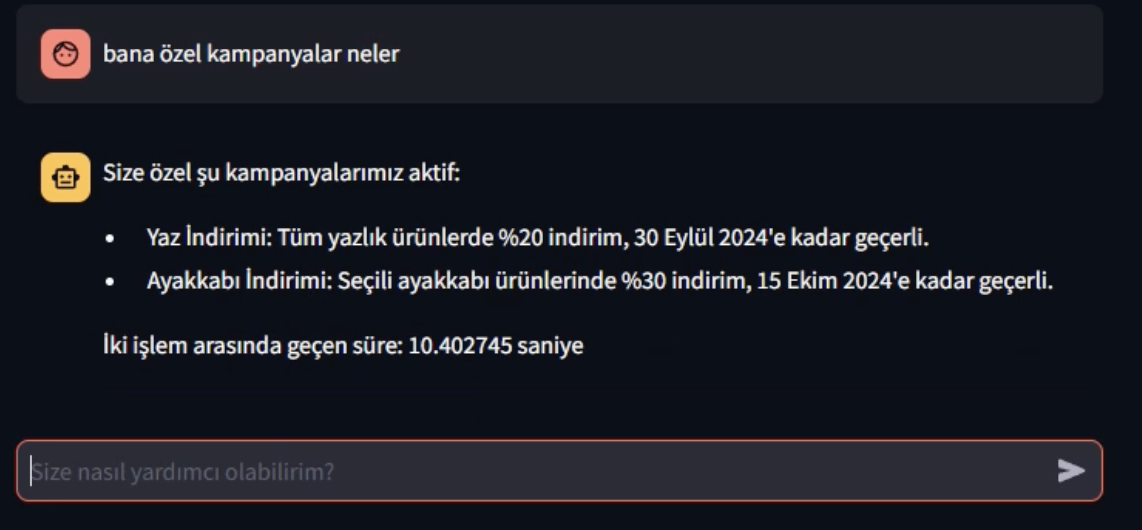 bana özel kampanyalar neler
Size özel şu kampanyalarımız aktif:
• Yaz İndirimi: Tüm yazlık ürünlerde %20 indirim, 30 Eylül 2024'e kadar geçerli.
• Ayakkabı İndirimi: Seçili ayakkabı ürünlerinde %30 indirim, 15 Ekim 2024'e kadar geçerli.
İki işlem arasında geçen süre: 10.402745 saniye
Size nasıl yardımcı olabilirim?